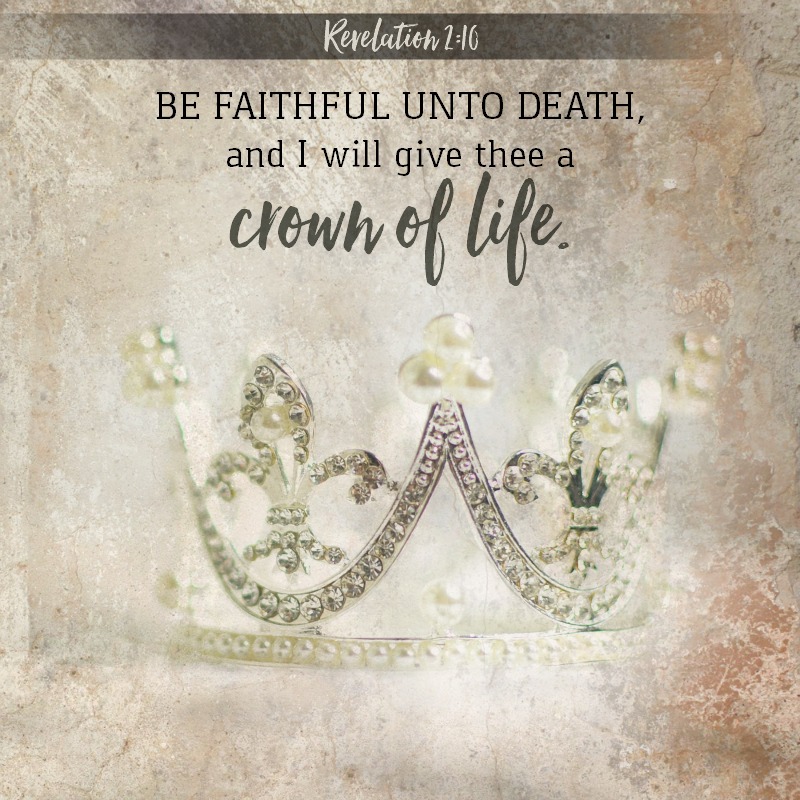 Revelation 2:10
BE FAITHFUL UNTO DEATH,
and I will give thee a
crown of life.